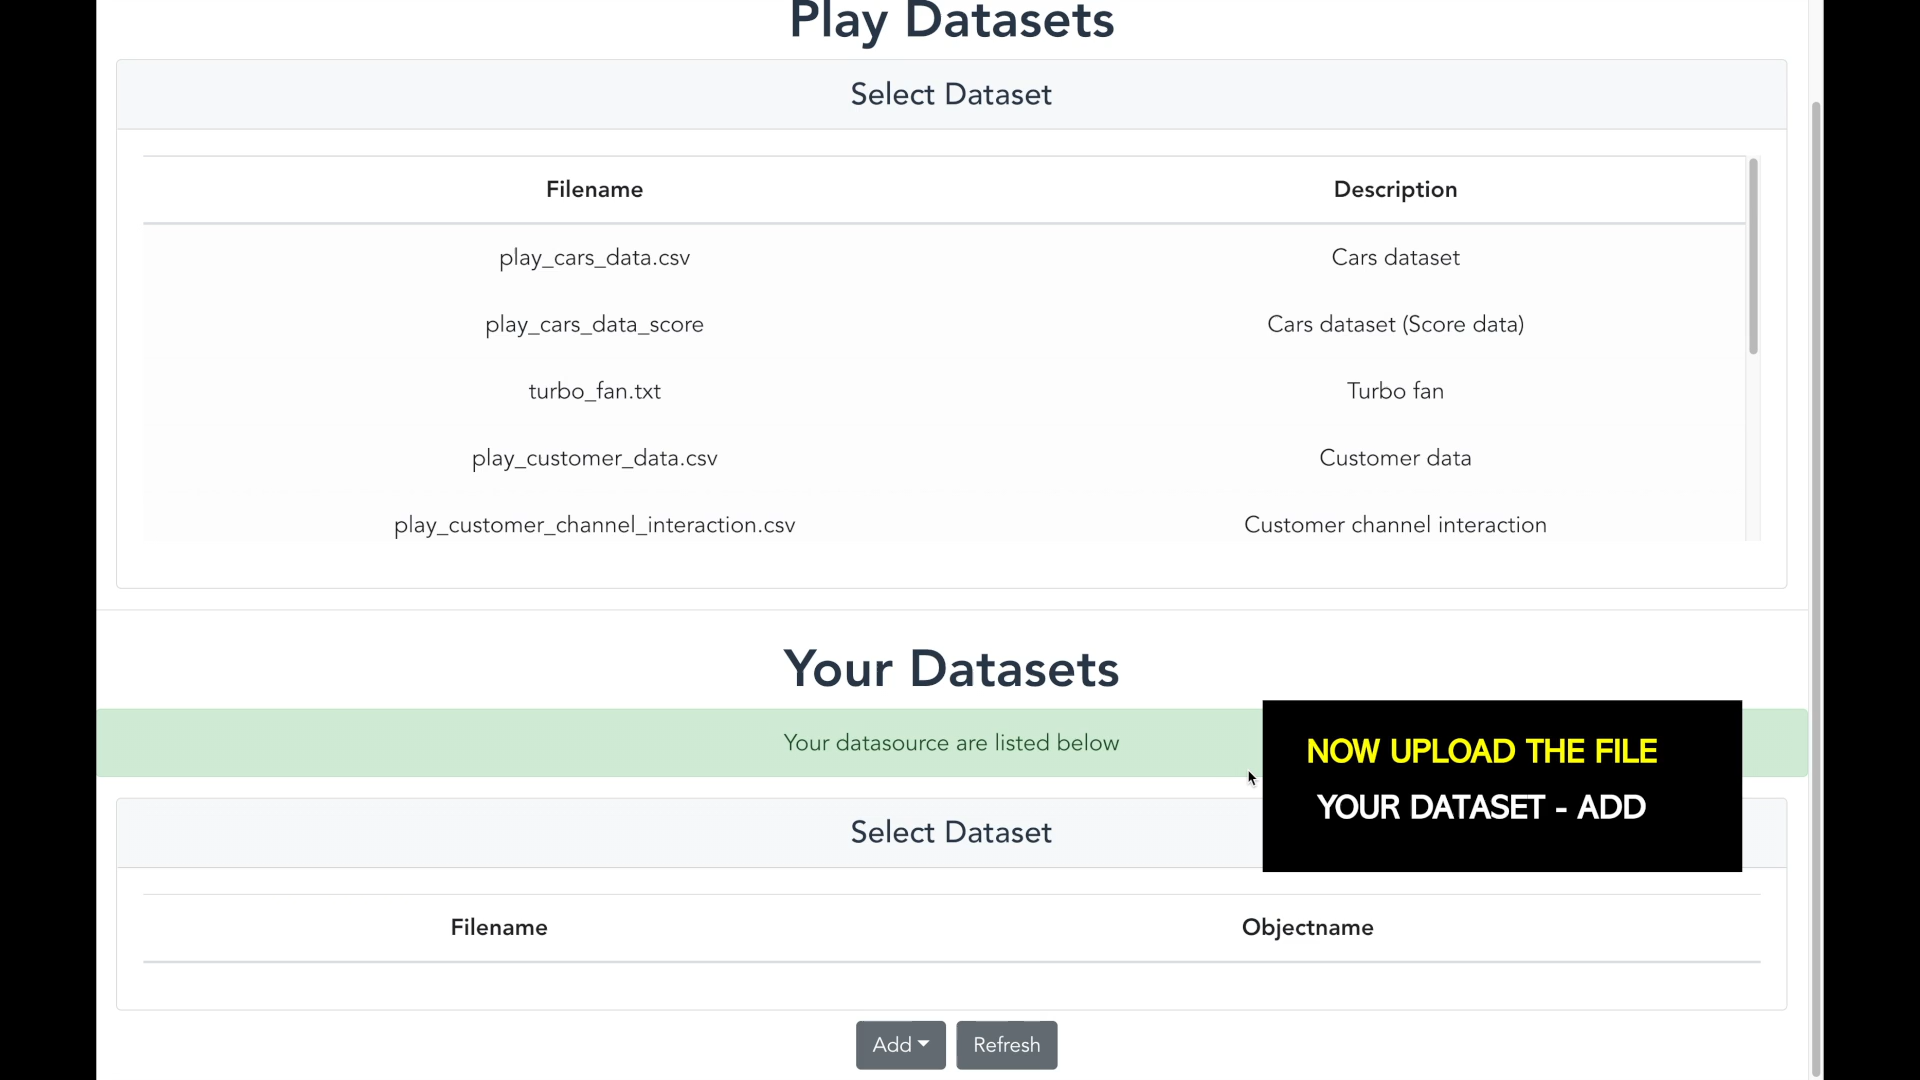 Play Datasets
Select Dataset
Filename Description
play_cars_data.csv Cars dataset
play_cars_data_score Cars dataset (Score data)
turbo_fan.txt Turbo fan
play_customer_data.csv Customer data
play_customer_channel_interaction.csv Customer channel interaction
Your Datasets
Your datasource are listed below
NOW UPLOAD THE FILE
YOUR DATASET - ADD
Select Dataset
Filename Objectname
Add Refresh